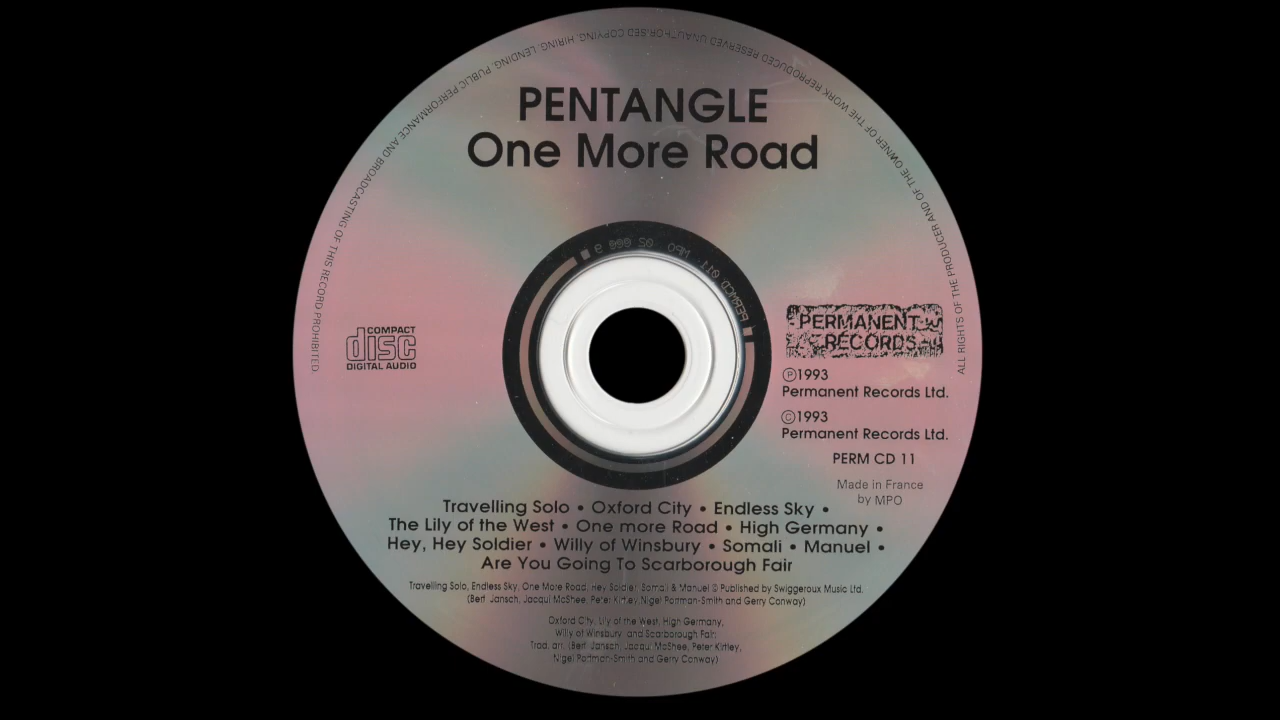 PENTANGLE
One More Road
ALL RIGHTS OF THE PRODUCER AND OF THE OWNER OF THE WORK REPRODUCED RESERVED UNAUTHORISED COPYING, HIRING, LENDING, PUBLIC PERFORMANCE AND BROADCASTING OF THIS RECORD PROHIBITED
COMPACT
disc
DIGITAL AUDIO
PERMANENT
RECORDS
Ⓟ1993
Permanent Records Ltd.
©1993
Permanent Records Ltd.
PERM CD 11
Made in France
by MPO
Travelling Solo • Oxford City • Endless Sky •
The Lily of the West • One more Road • High Germany •
Hey, Hey Soldier • Willy of Winsbury • Somali • Manuel •
Are You Going To Scarborough Fair
Travelling Solo, Endless Sky, One More Road, Hey Soldier, Somali & Manuel Published by Swiggeroux Music Ltd.
(Bert Jansch, Jacqui McShee, Peter Kirtley, Nigel Portman-Smith and Gerry Conway)
Oxford City, Lily of the West, High Germany,
Willy of Winsbury and Scarborough Fair.
Trad. arr. (Bert Jansch, Jacqui McShee, Peter Kirtley,
Nigel Portman-Smith and Gerry Conway)